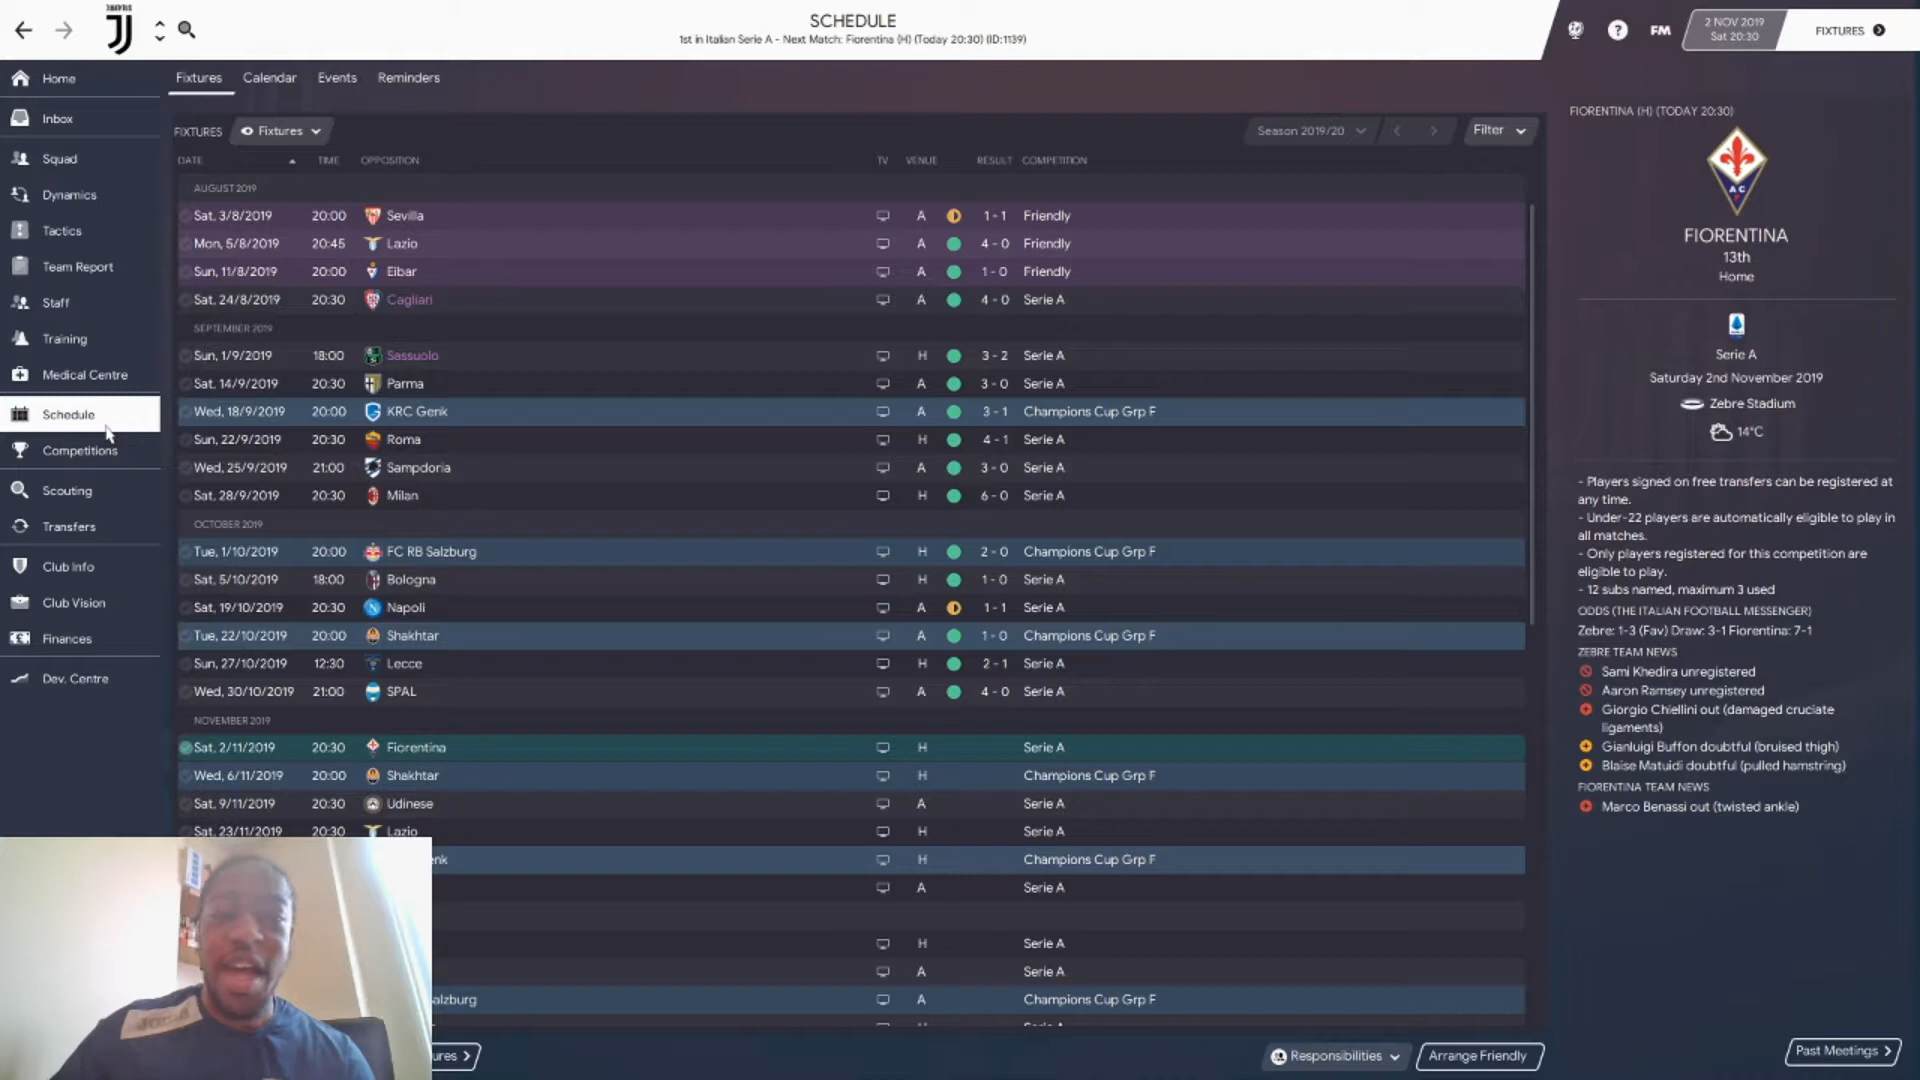 JUVENTUS
SCHEDULE
1st in Italian Serie A - Next Match: Fiorentina (H) (Today 20:30) (ID:1139)
? FM
2 NOV 2019
Sat 20:30
FIXTURES
Home
Inbox
Squad
Dynamics
Tactics
Team Report
Staff
Training
Medical Centre
Schedule
Competitions
Scouting
Transfers
Club Info
Club Vision
Finances
Dev. Centre
Fixtures Calendar Events Reminders
FIXTURES Fixtures Season 2019/20 Filter
DATE TIME OPPOSITION TV VENUE RESULT COMPETITION
AUGUST 2019
Sat, 3/8/2019 20:00 Sevilla A 1 - 1 Friendly
Mon, 5/8/2019 20:45 Lazio A 4 - 0 Friendly
Sun, 11/8/2019 20:00 Eibar A 1 - 0 Friendly
Sat, 24/8/2019 20:30 Cagliari A 4 - 0 Serie A
SEPTEMBER 2019
Sun, 1/9/2019 18:00 Sassuolo H 3 - 2 Serie A
Sat, 14/9/2019 20:30 Parma A 3 - 0 Serie A
Wed, 18/9/2019 20:00 KRC Genk A 3 - 1 Champions Cup Grp F
Sun, 22/9/2019 20:30 Roma H 4 - 1 Serie A
Wed, 25/9/2019 21:00 Sampdoria A 3 - 0 Serie A
Sat, 28/9/2019 20:30 Milan H 6 - 0 Serie A
OCTOBER 2019
Tue, 1/10/2019 20:00 FC RB Salzburg H 2 - 0 Champions Cup Grp F
Sat, 5/10/2019 18:00 Bologna H 1 - 0 Serie A
Sat, 19/10/2019 20:30 Napoli A 1 - 1 Serie A
Tue, 22/10/2019 20:00 Shakhtar A 1 - 0 Champions Cup Grp F
Sun, 27/10/2019 12:30 Lecce H 2 - 1 Serie A
Wed, 30/10/2019 21:00 SPAL A 4 - 0 Serie A
NOVEMBER 2019
Sat, 2/11/2019 20:30 Fiorentina H Serie A
Wed, 6/11/2019 20:00 Shakhtar H Champions Cup Grp F
Sat, 9/11/2019 20:30 Udinese A Serie A
Sat, 23/11/2019 20:30 Lazio H Serie A
enk H Champions Cup Grp F
A Serie A
H Serie A
A Serie A
alzburg A Champions Cup Grp F
H Serie A
ures Responsibilities Arrange Friendly
FIORENTINA (H) (TODAY 20:30)
AC
FIORENTINA
13th
Home
Serie A
Saturday 2nd November 2019
Zebre Stadium
14°C
- Players signed on free transfers can be registered at
any time.
- Under-22 players are automatically eligible to play in
all matches.
- Only players registered for this competition are
eligible to play.
- 12 subs named, maximum 3 used
ODDS (THE ITALIAN FOOTBALL MESSENGER)
Zebre: 1-3 (Fav) Draw: 3-1 Fiorentina: 7-1
ZEBRE TEAM NEWS
Sami Khedira unregistered
Aaron Ramsey unregistered
Giorgio Chiellini out (damaged cruciate
ligaments)
Gianluigi Buffon doubtful (bruised thigh)
Blaise Matuidi doubtful (pulled hamstring)
FIORENTINA TEAM NEWS
Marco Benassi out (twisted ankle)
Past Meetings